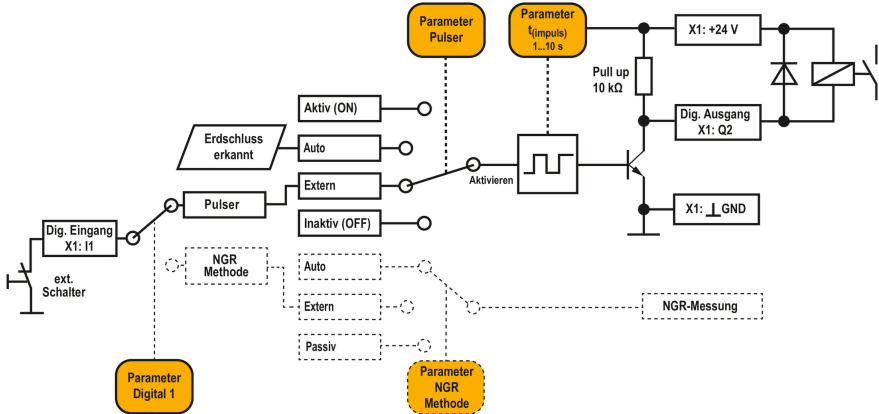 Parameter
Pulser
Parameter
t(impuls)
1...10 s
X1: +24 V
Pull up
10 kΩ
Aktiv (ON)
Dig. Ausgang
X1: Q2
Erdschluss
erkannt
Auto
Extern
Aktivieren
Pulser
X1: ⊥ GND
Inaktiv (OFF)
Dig. Eingang
X1: I1
NGR
Methode
ext.
Schalter
Auto
Extern
NGR-Messung
Passiv
Parameter
Digital 1
Parameter
NGR
Methode